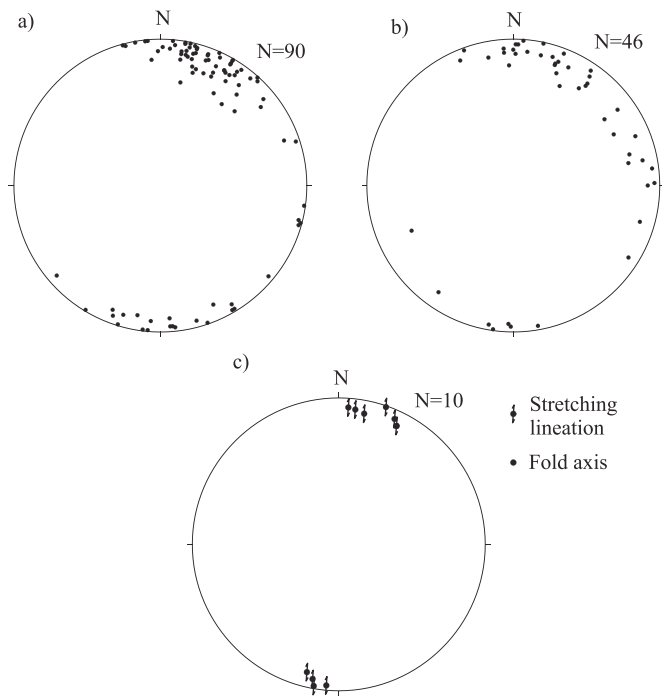 a)
N
N=90
b)
N
N=46
c)
N
N=10
Stretching
lineation
Fold axis